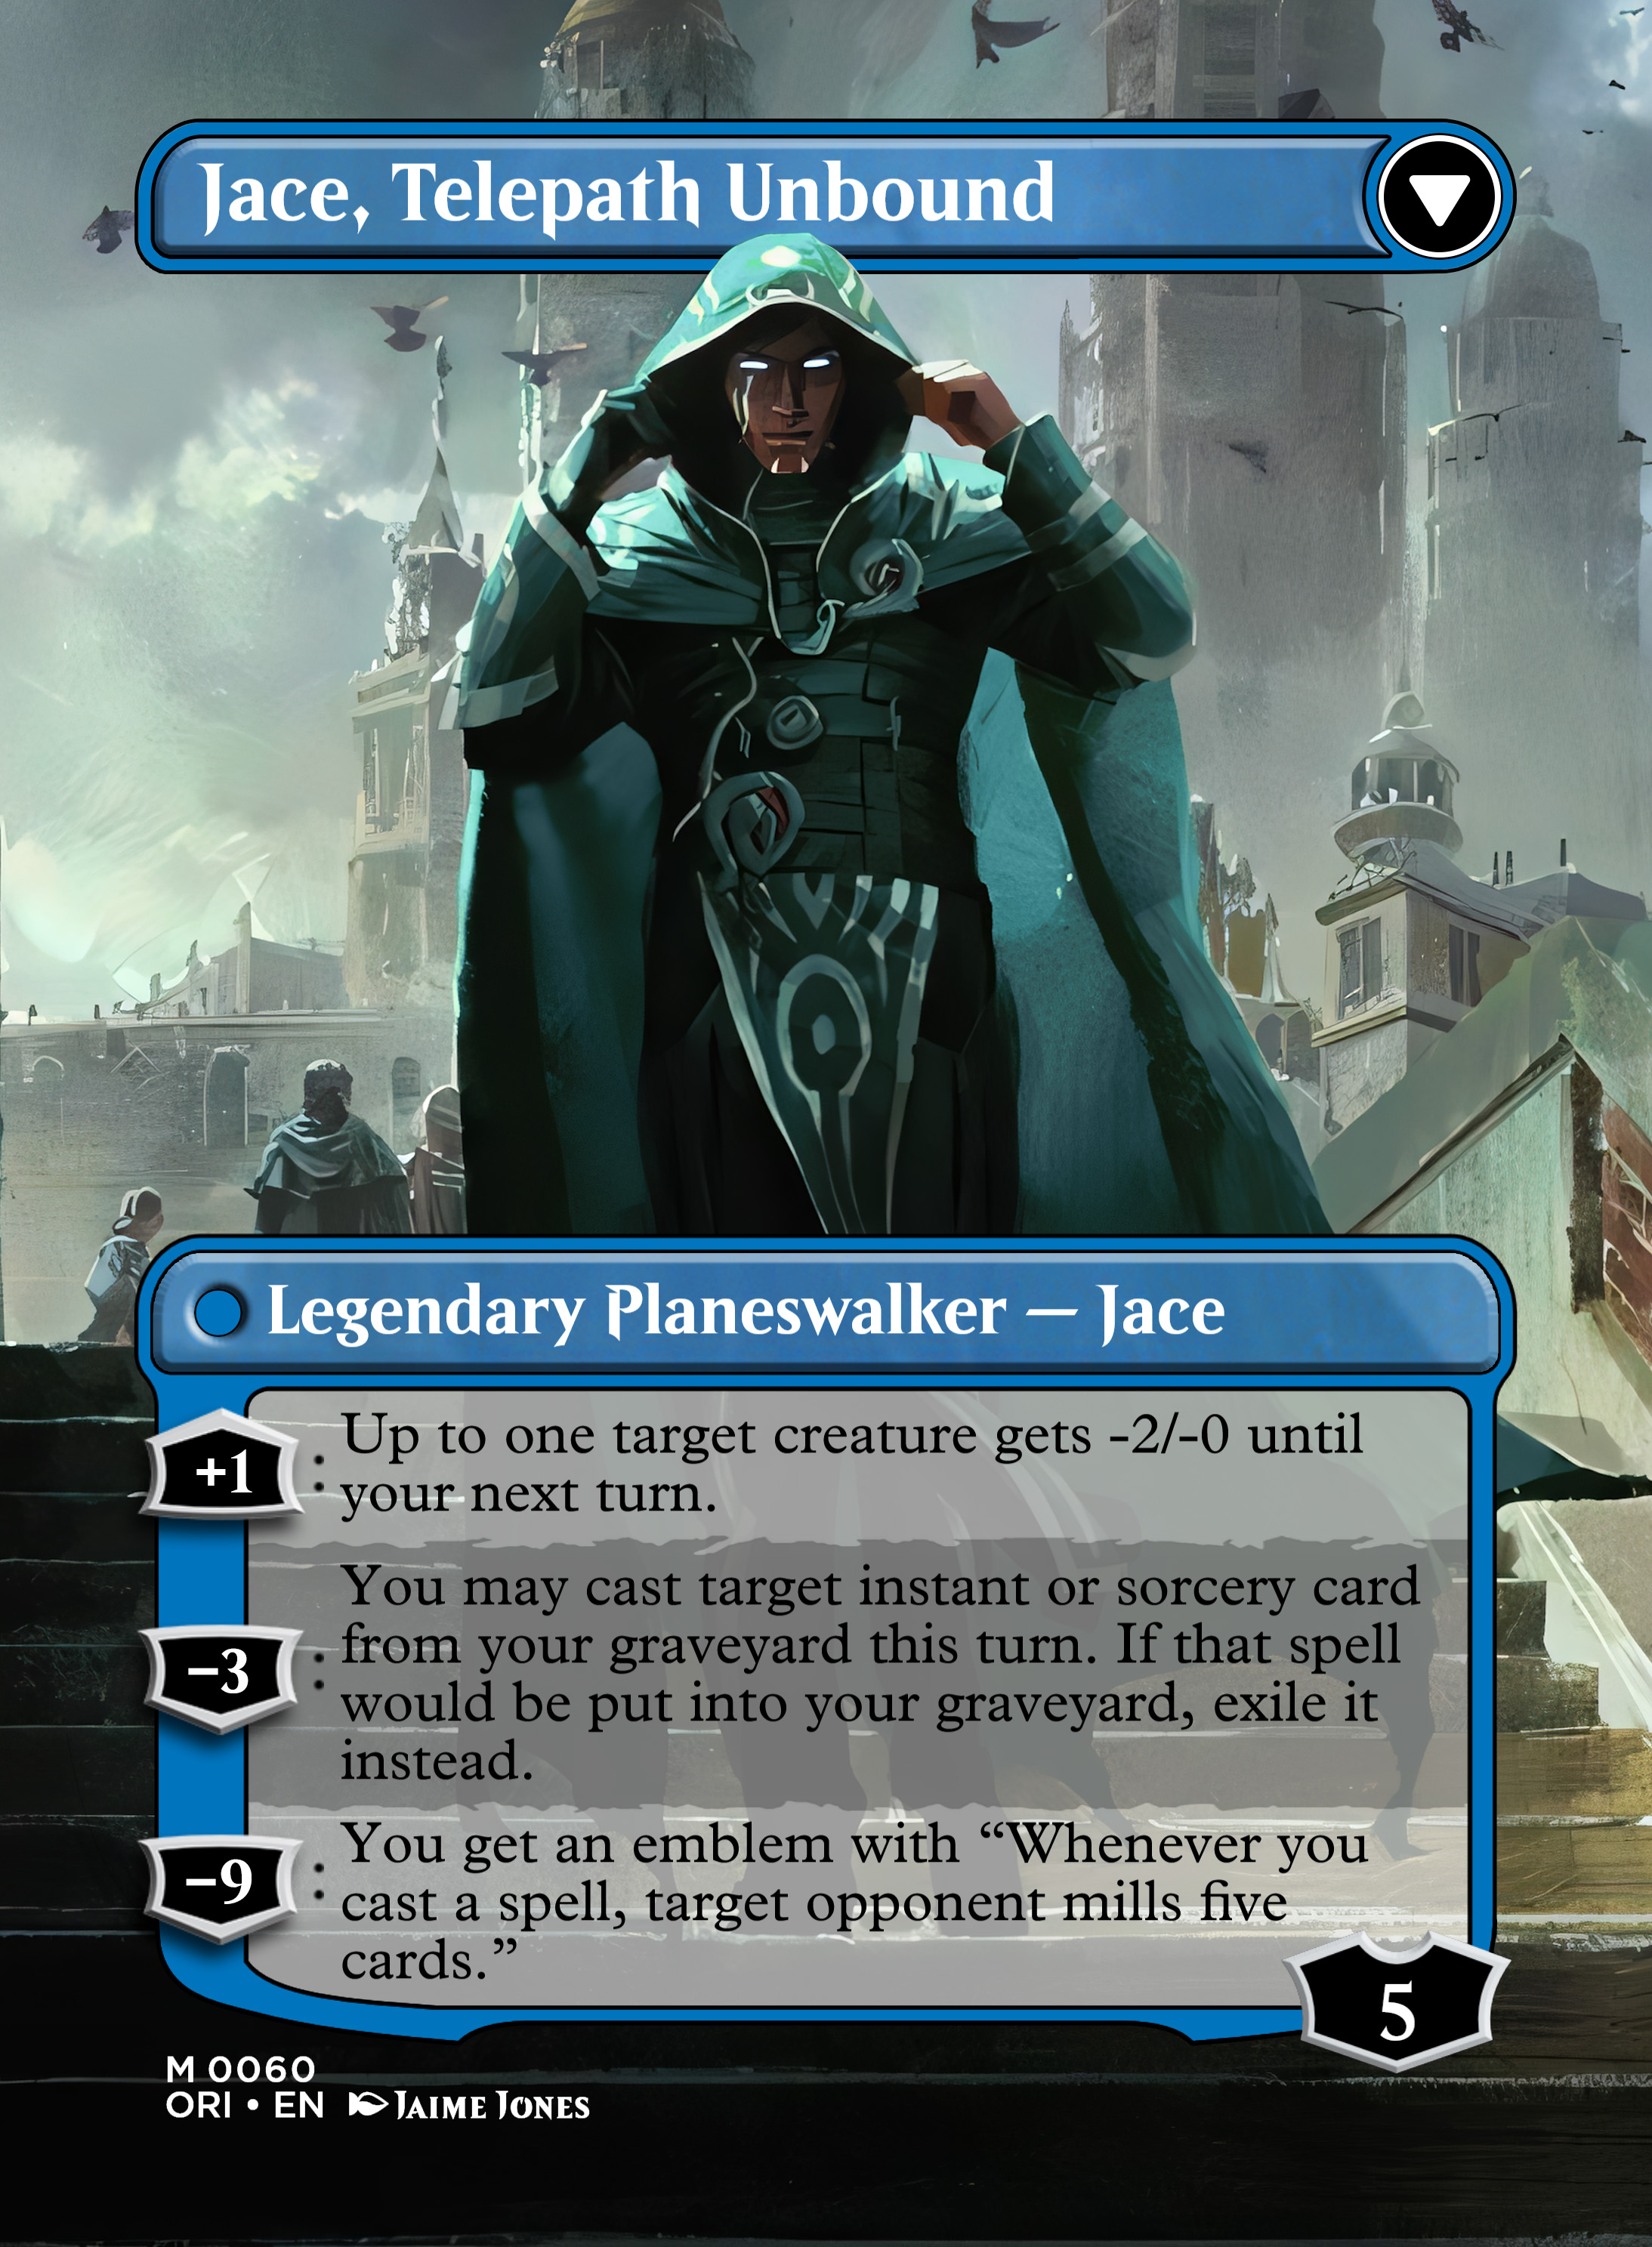 Jace, Telepath Unbound
Legendary Planeswalker — Jace
+1
: Up to one target creature gets -2/-0 until
your next turn.
−3
: You may cast target instant or sorcery card
from your graveyard this turn. If that spell
would be put into your graveyard, exile it
instead.
−9
: You get an emblem with “Whenever you
cast a spell, target opponent mills five
cards.”
5
M 0060
ORI • EN JAIME JONES